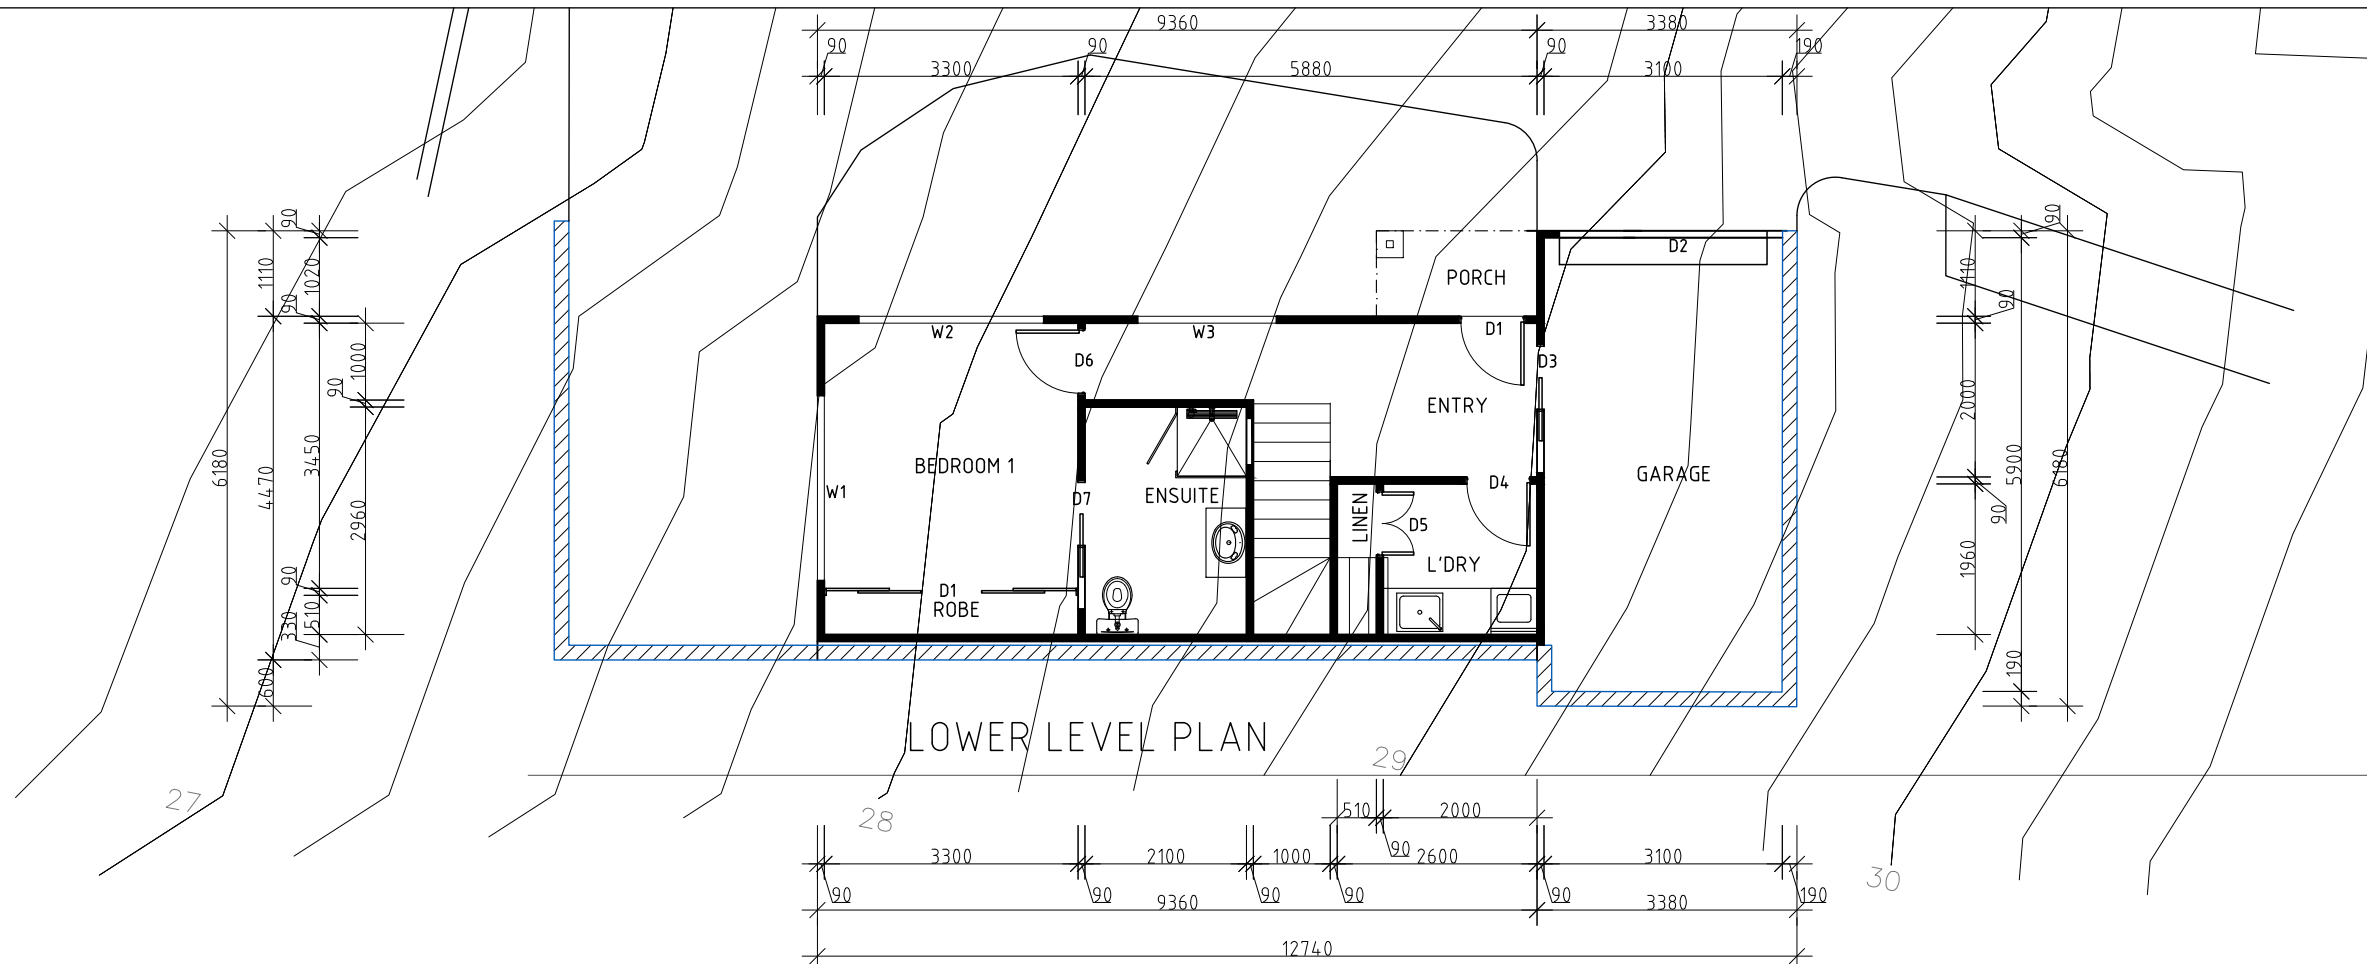 9360 3380
90 90 90 190
3300 5880 3100
90 90
1110 1020 D2 1110
PORCH
90 90
W2 W3 D1
1000 D6 D3
90
ENTRY 2000
6180 4470 3450 BEDROOM 1 GARAGE 5900 6180
W1 D7 ENSUITE D4
2960 LINEN D5 90
L'DRY 1960
90 D1
330 510 ROBE
600 190
LOWER LEVEL PLAN
29
27 28
510 2000
90
3300 2100 1000 2600 3100
30
90 90 90 90 90 190
9360 3380
12740